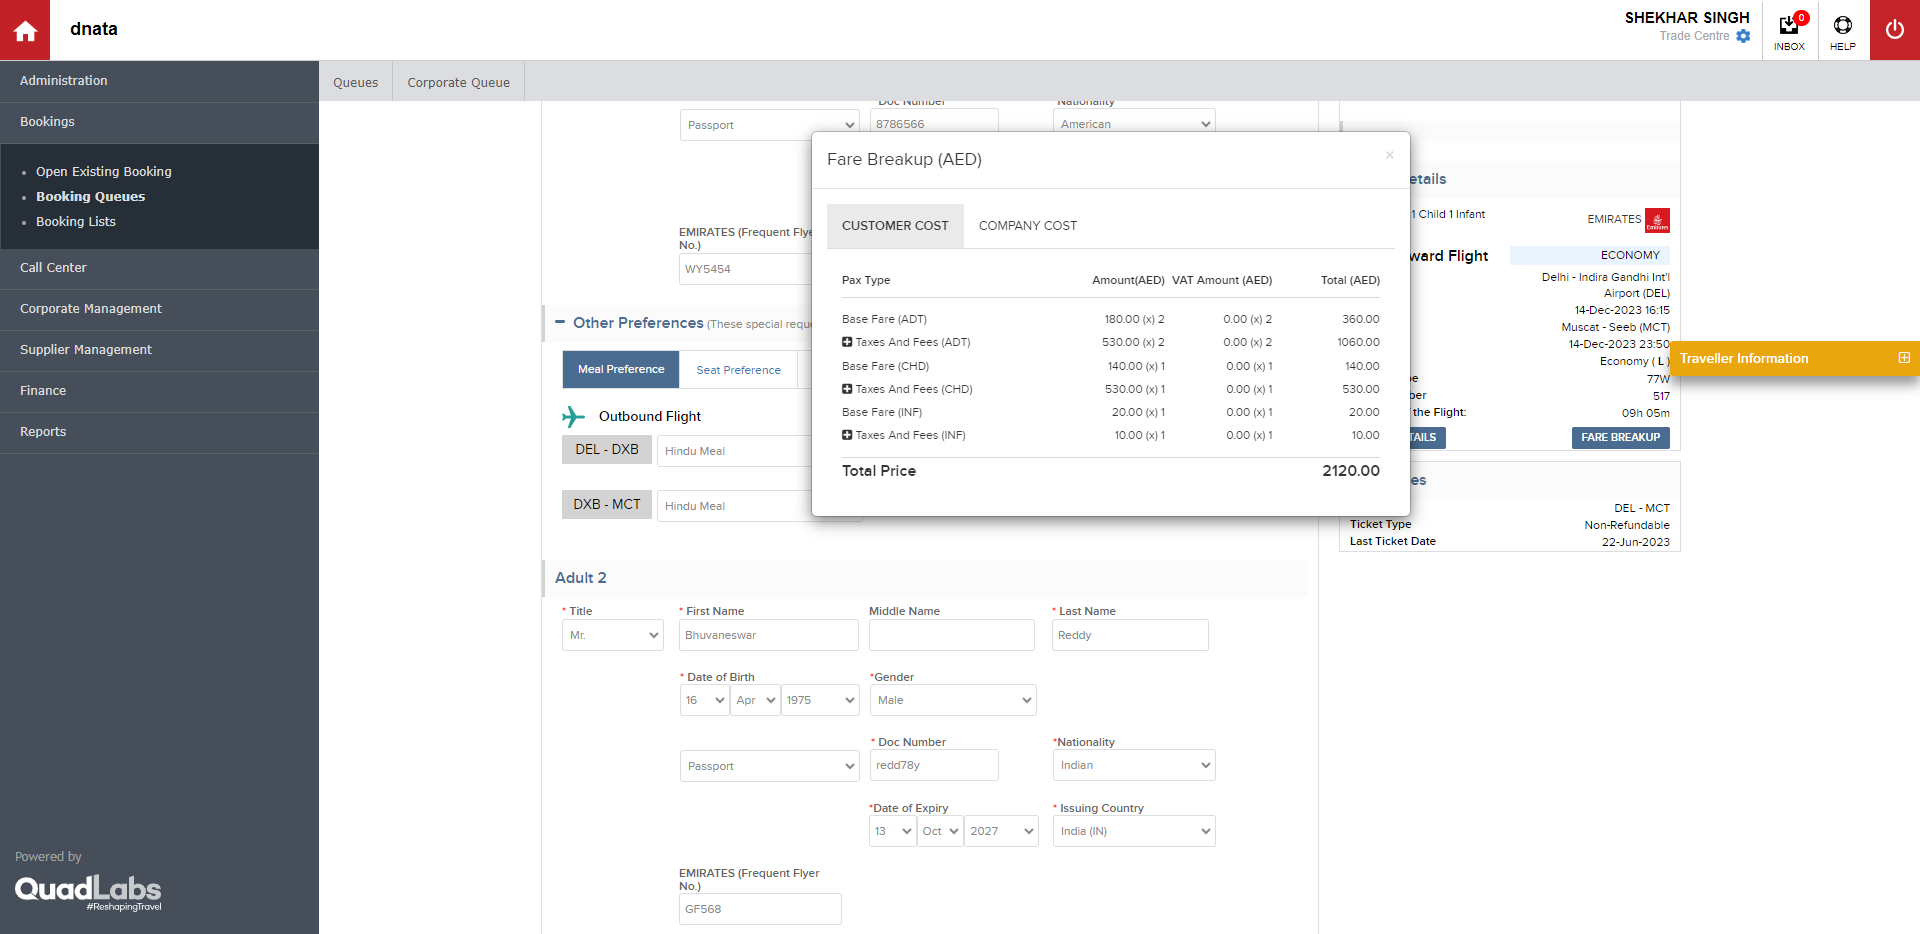 dnata
SHEKHAR SINGH
Trade Centre
0
INBOX
HELP
Administration
Bookings
Open Existing Booking
Booking Queues
Booking Lists
Call Center
Corporate Management
Supplier Management
Finance
Reports
Powered by
QuadLabs
#ReshapingTravel
Queues
Corporate Queue
Doc Number
Nationality
Passport
8786566
American
EMIRATES (Frequent Flye
No.)
WY5454
Other Preferences (These special reque
Meal Preference
Seat Preference
Outbound Flight
DEL - DXB
Hindu Meal
DXB - MCT
Hindu Meal
Fare Breakup (AED)
×
CUSTOMER COST
COMPANY COST
Pax Type Amount(AED) VAT Amount (AED) Total (AED)
Base Fare (ADT) 180.00 (x) 2 0.00 (x) 2 360.00
Taxes And Fees (ADT) 530.00 (x) 2 0.00 (x) 2 1060.00
Base Fare (CHD) 140.00 (x) 1 0.00 (x) 1 140.00
Taxes And Fees (CHD) 530.00 (x) 1 0.00 (x) 1 530.00
Base Fare (INF) 20.00 (x) 1 0.00 (x) 1 20.00
Taxes And Fees (INF) 10.00 (x) 1 0.00 (x) 1 10.00
Total Price 2120.00
etails
1 Child 1 Infant
EMIRATES
Emirates
ward Flight
ECONOMY
Delhi - Indira Gandhi Int'l
Airport (DEL)
14-Dec-2023 16:15
Muscat - Seeb (MCT)
14-Dec-2023 23:50
Economy ( L )
pe 77W
ber 517
f the Flight: 09h 05m
TAILS
FARE BREAKUP
Traveller Information
es
DEL - MCT
Ticket Type Non-Refundable
Last Ticket Date 22-Jun-2023
Adult 2
* Title
* First Name
Middle Name
* Last Name
Mr.
Bhuvaneswar
Reddy
* Date of Birth
*Gender
16
Apr
1975
Male
* Doc Number
*Nationality
Passport
redd78y
Indian
*Date of Expiry
* Issuing Country
13
Oct
2027
India (IN)
EMIRATES (Frequent Flyer
No.)
GF568